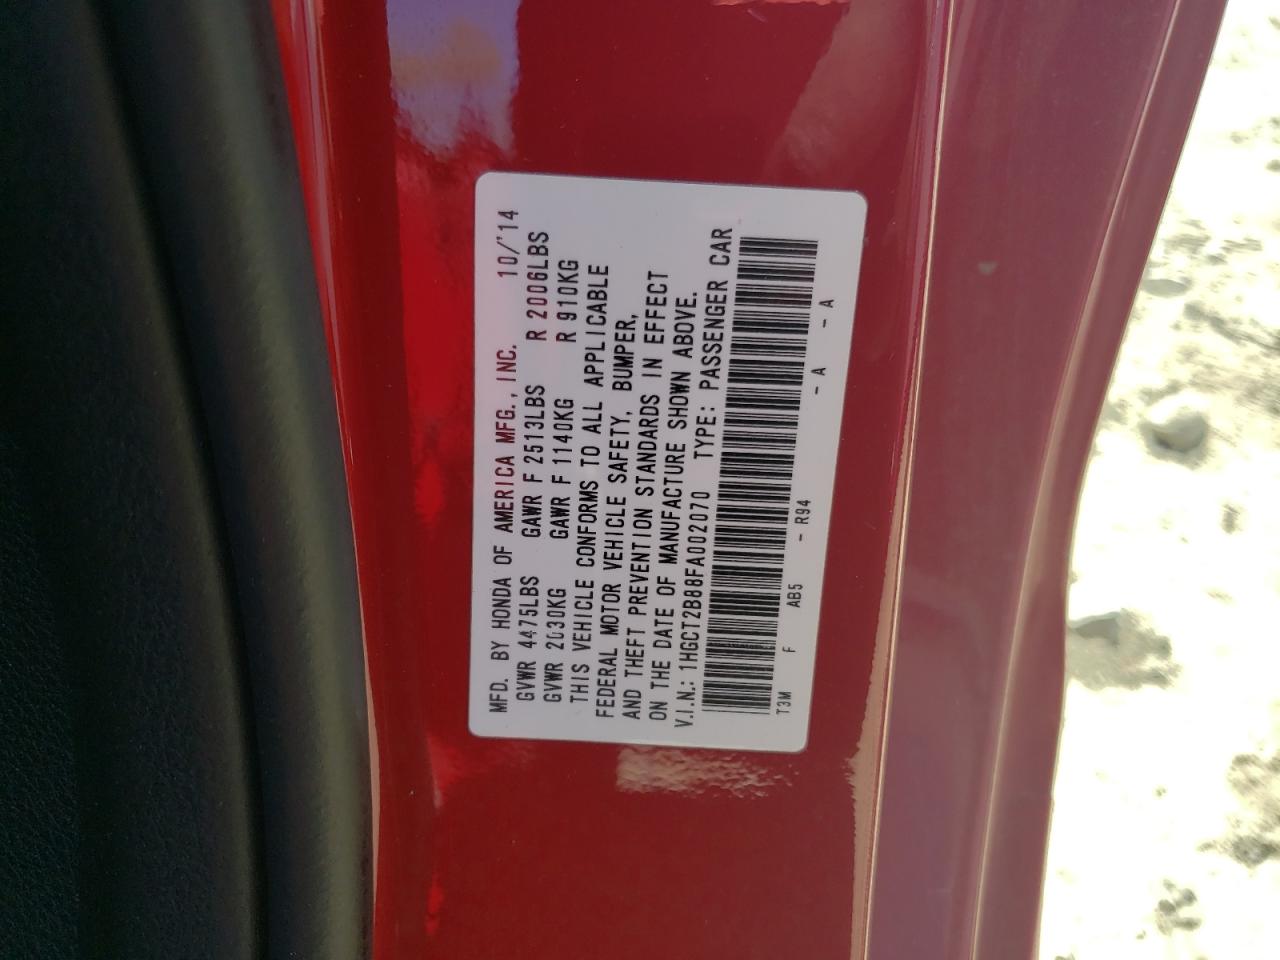 MFD. BY HONDA OF AMERICA MFG., INC. 10/'14
GVWR 4475LBS GAWR F 2513LBS R 2006LBS
GVWR 2030KG GAWR F 1140KG R 910KG
THIS VEHICLE CONFORMS TO ALL APPLICABLE
FEDERAL MOTOR VEHICLE SAFETY, BUMPER,
AND THEFT PREVENTION STANDARDS IN EFFECT
ON THE DATE OF MANUFACTURE SHOWN ABOVE.
V.I.N.: 1HGCT2B88FA002070 TYPE: PASSENGER CAR
T3M F AB5 - R94 - A - A